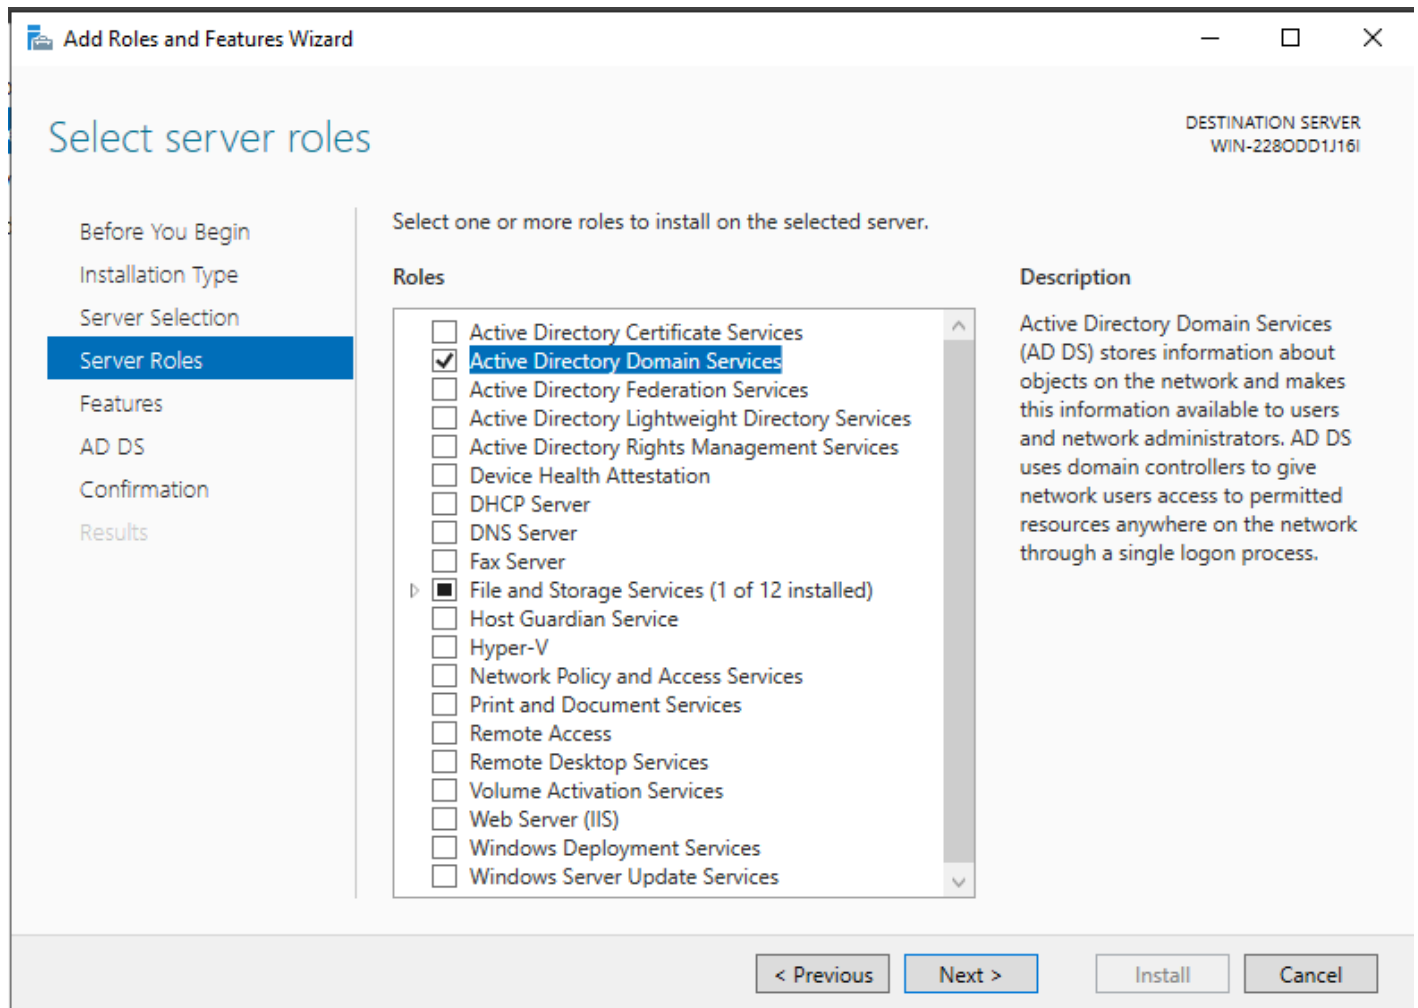 Add Roles and Features Wizard
Select server roles
DESTINATION SERVER
WIN-228ODD1J16I
Before You Begin
Installation Type
Server Selection
Server Roles
Features
AD DS
Confirmation
Results
Select one or more roles to install on the selected server.
Roles
Active Directory Certificate Services
Active Directory Domain Services
Active Directory Federation Services
Active Directory Lightweight Directory Services
Active Directory Rights Management Services
Device Health Attestation
DHCP Server
DNS Server
Fax Server
File and Storage Services (1 of 12 installed)
Host Guardian Service
Hyper-V
Network Policy and Access Services
Print and Document Services
Remote Access
Remote Desktop Services
Volume Activation Services
Web Server (IIS)
Windows Deployment Services
Windows Server Update Services
Description
Active Directory Domain Services
(AD DS) stores information about
objects on the network and makes
this information available to users
and network administrators. AD DS
uses domain controllers to give
network users access to permitted
resources anywhere on the network
through a single logon process.
< Previous
Next >
Install
Cancel